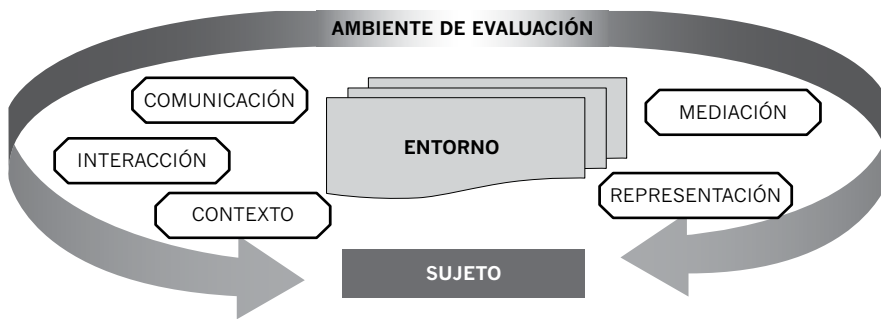 AMBIENTE DE EVALUACIÓN
COMUNICACIÓN
MEDIACIÓN
ENTORNO
INTERACCIÓN
REPRESENTACIÓN
CONTEXTO
SUJETO